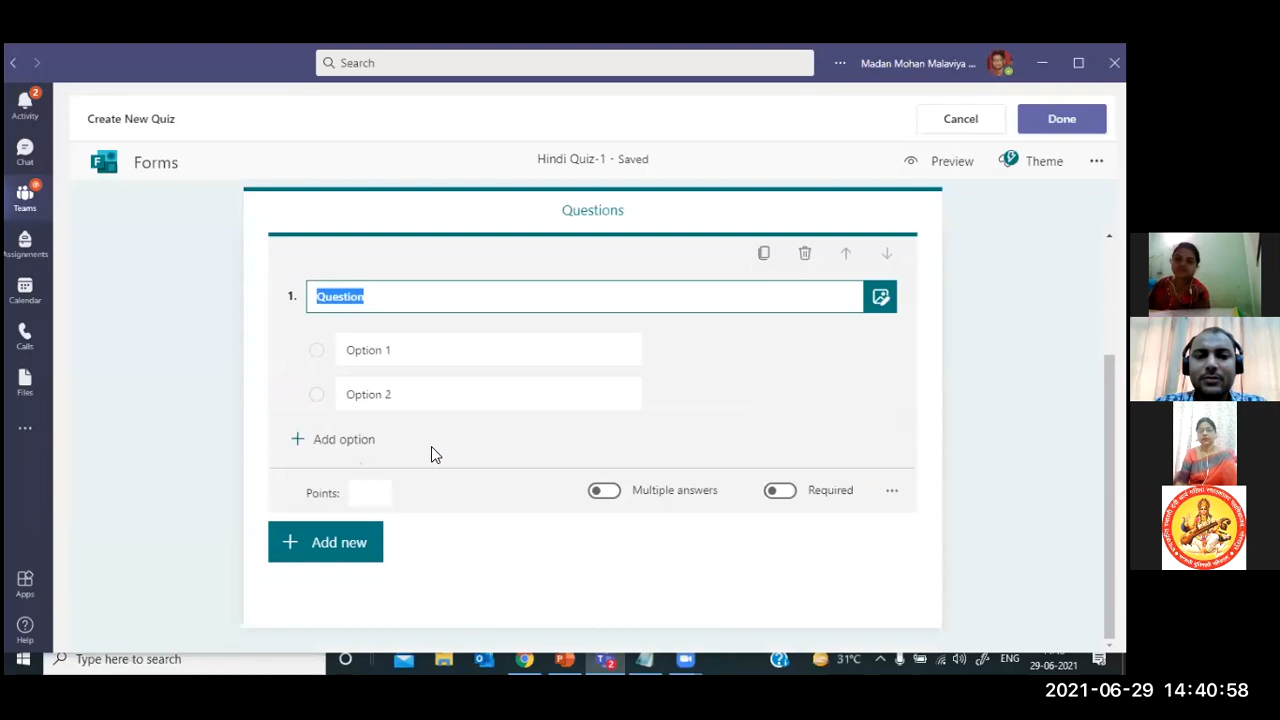 Search
Madan Mohan Malaviya ...
Activity
2
Create New Quiz
Cancel
Done
Chat
Forms
Hindi Quiz-1 - Saved
Preview
Theme
Teams
Questions
Assignments
1.
Question
Calendar
Option 1
Calls
Option 2
Files
Add option
Points:
Multiple answers
Required
Add new
Apps
Help
Type here to search
2
31°C
ENG
29-06-2021
2021-06-29 14:40:58